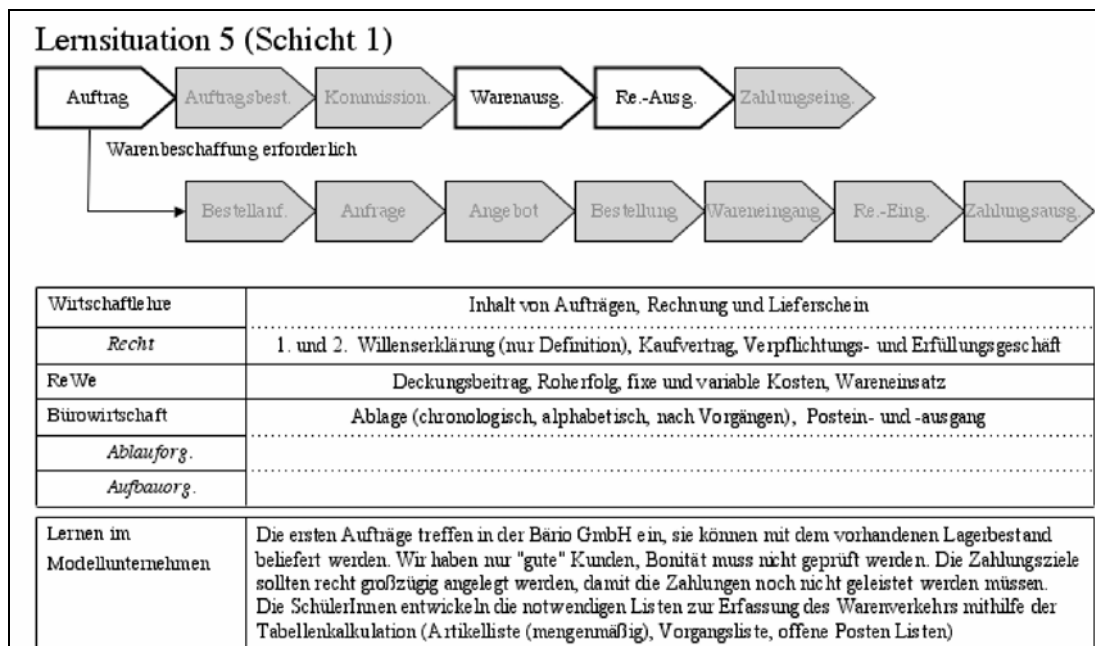 Lernsituation 5 (Schicht 1)
Auftrag Auftragsbest. Kommission. Warenausg. Re.-Ausg. Zahlungseing.
Warenbeschaffung erforderlich
Bestellanf. Anfrage Angebot Bestellung Wareneingang Re.-Eing. Zahlungsausg.
Wirtschaftlehre Inhalt von Aufträgen, Rechnung und Lieferschein
Recht 1. und 2. Willenserklärung (nur Definition), Kaufvertrag, Verpflichtungs- und Erfüllungsgeschäft
ReWe Deckungsbeitrag, Roherfolg, fixe und variable Kosten, Wareneinsatz
Bürowirtschaft Ablage (chronologisch, alphabetisch, nach Vorgängen), Postein- und -ausgang
Ablauforg.
Aufbauorg.
Lernen im Die ersten Aufträge treffen in der Bärio GmbH ein, sie können mit dem vorhandenen Lagerbestand
Modellunternehmen beliefert werden. Wir haben nur "gute" Kunden, Bonität muss nicht geprüft werden. Die Zahlungsziele
sollten recht großzügig angelegt werden, damit die Zahlungen noch nicht geleistet werden müssen.
Die SchülerInnen entwickeln die notwendigen Listen zur Erfassung des Warenverkehrs mithilfe der
Tabellenkalkulation (Artikelliste (mengenmäßig), Vorgangsliste, offene Posten Listen)